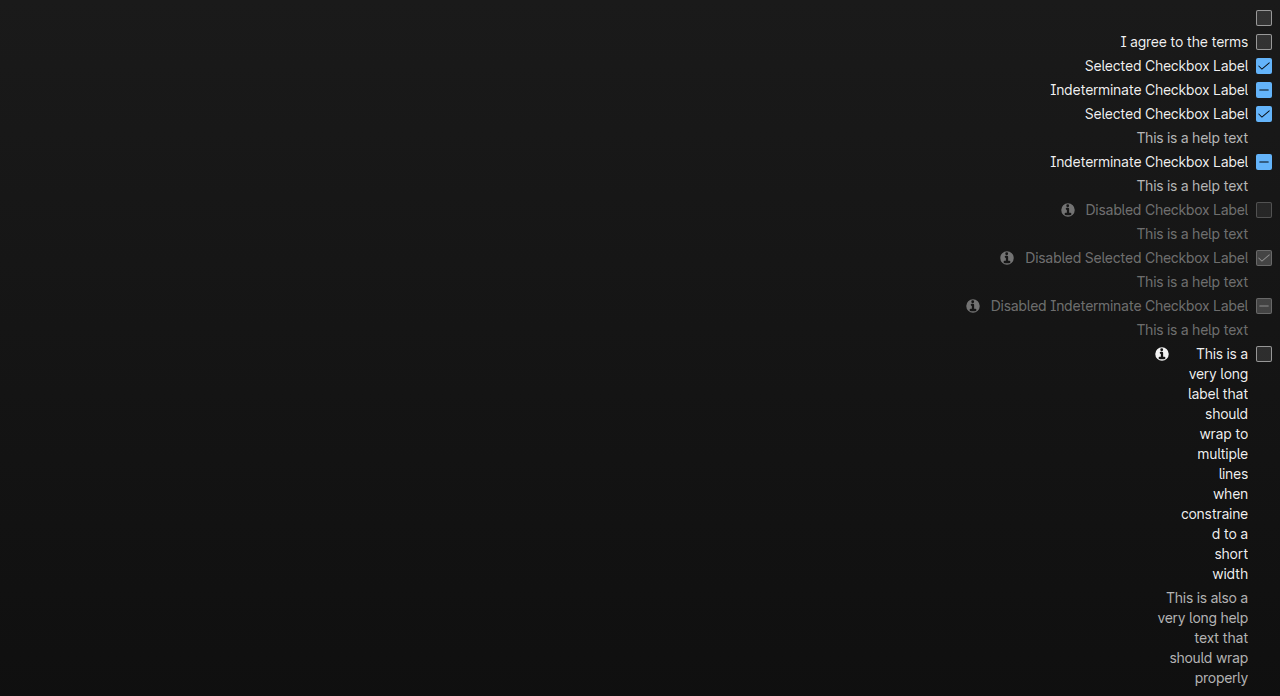 I agree to the terms
Selected Checkbox Label
Indeterminate Checkbox Label
Selected Checkbox Label
This is a help text
Indeterminate Checkbox Label
This is a help text
Disabled Checkbox Label
This is a help text
Disabled Selected Checkbox Label
This is a help text
Disabled Indeterminate Checkbox Label
This is a help text
This is a
very long
label that
should
wrap to
multiple
lines
when
constraine
d to a
short
width
This is also a
very long help
text that
should wrap
properly